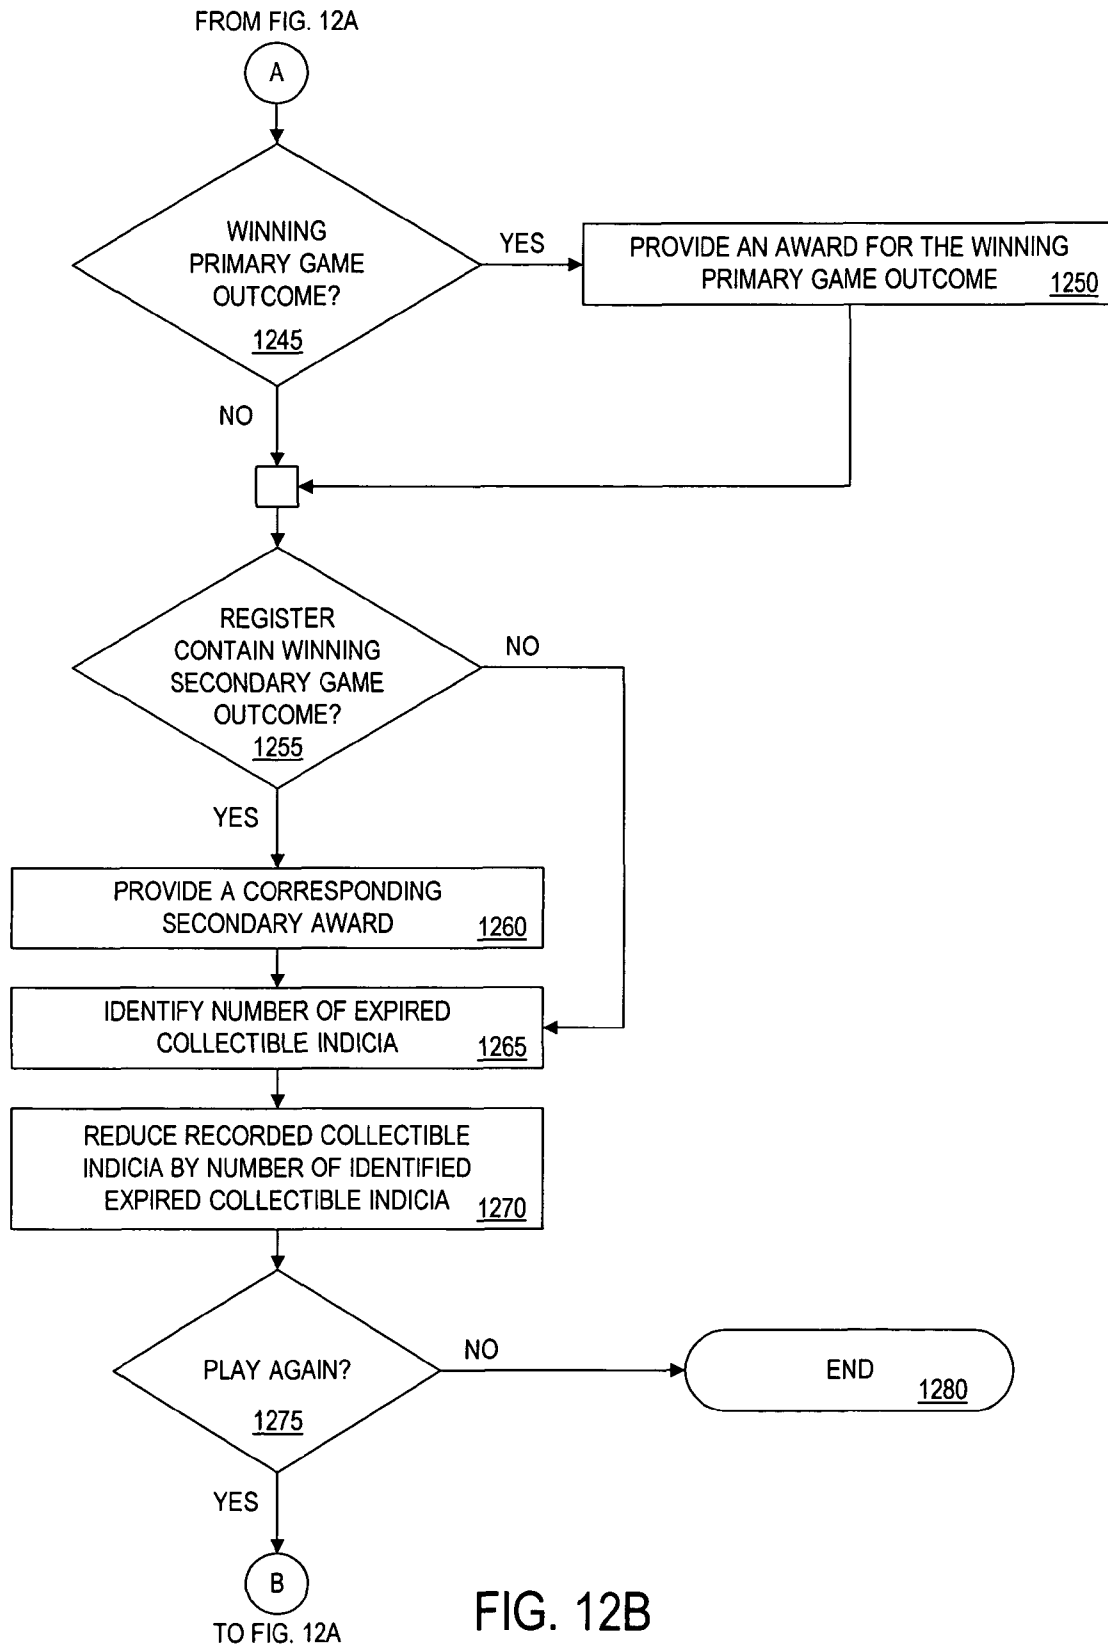 FROM FIG. 12A
A
WINNING
PRIMARY GAME
OUTCOME?
1245
YES
PROVIDE AN AWARD FOR THE WINNING
PRIMARY GAME OUTCOME
1250
NO
REGISTER
CONTAIN WINNING
SECONDARY GAME
OUTCOME?
1255
NO
YES
PROVIDE A CORRESPONDING
SECONDARY AWARD
1260
IDENTIFY NUMBER OF EXPIRED
COLLECTIBLE INDICIA
1265
REDUCE RECORDED COLLECTIBLE
INDICIA BY NUMBER OF IDENTIFIED
EXPIRED COLLECTIBLE INDICIA
1270
PLAY AGAIN?
1275
NO
END
1280
YES
B
TO FIG. 12A
FIG. 12B